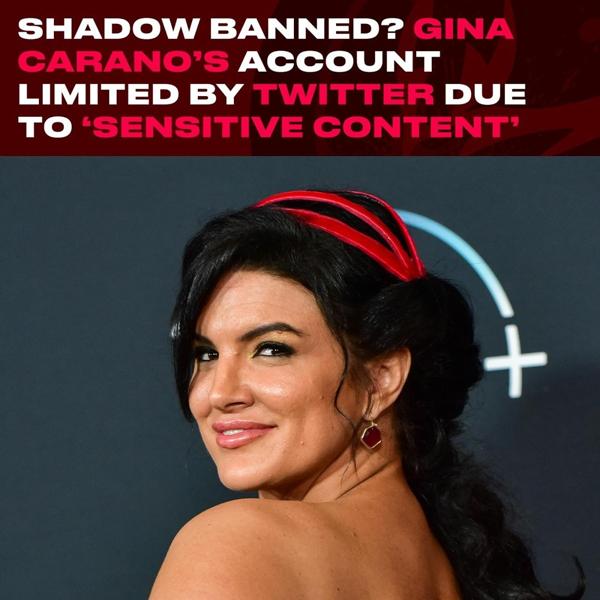 SHADOW BANNED? GINA
CARANO'S ACCOUNT
LIMITED BY TWITTER DUE
TO ‘SENSITIVE CONTENT’
+